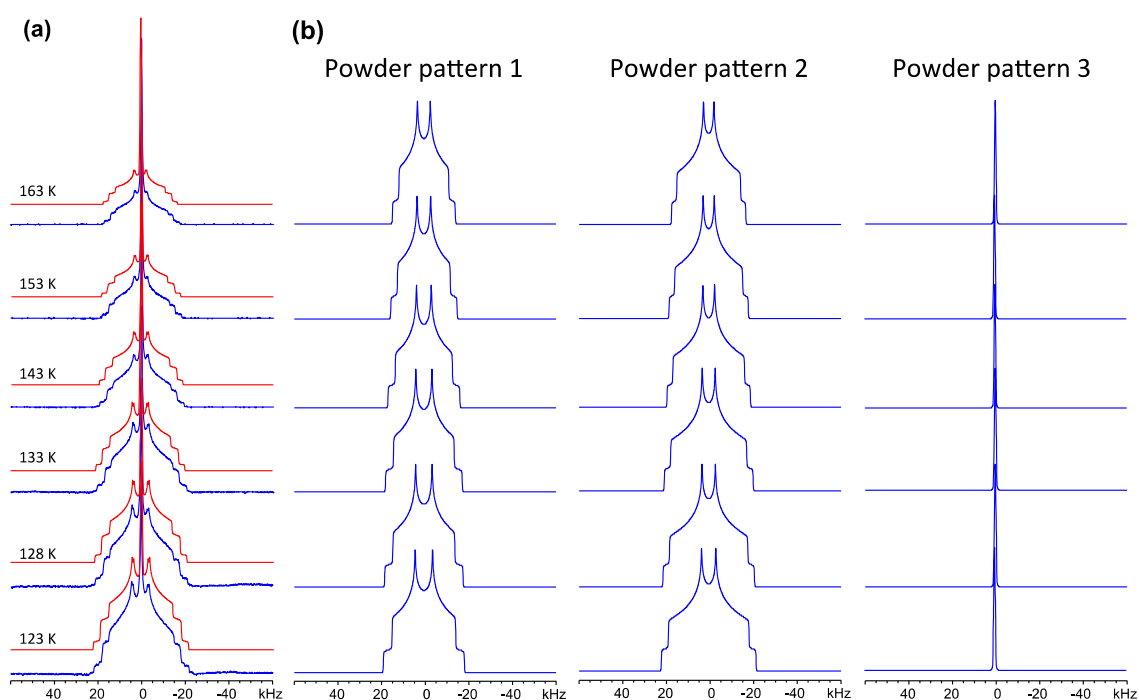 (a)
(b)
Powder pattern 1
Powder pattern 2
Powder pattern 3
163 K
153 K
143 K
133 K
128 K
123 K
40 20 0 -20 -40 kHz
40 20 0 -20 -40 kHz
40 20 0 -20 -40 kHz
40 20 0 -20 -40 kHz